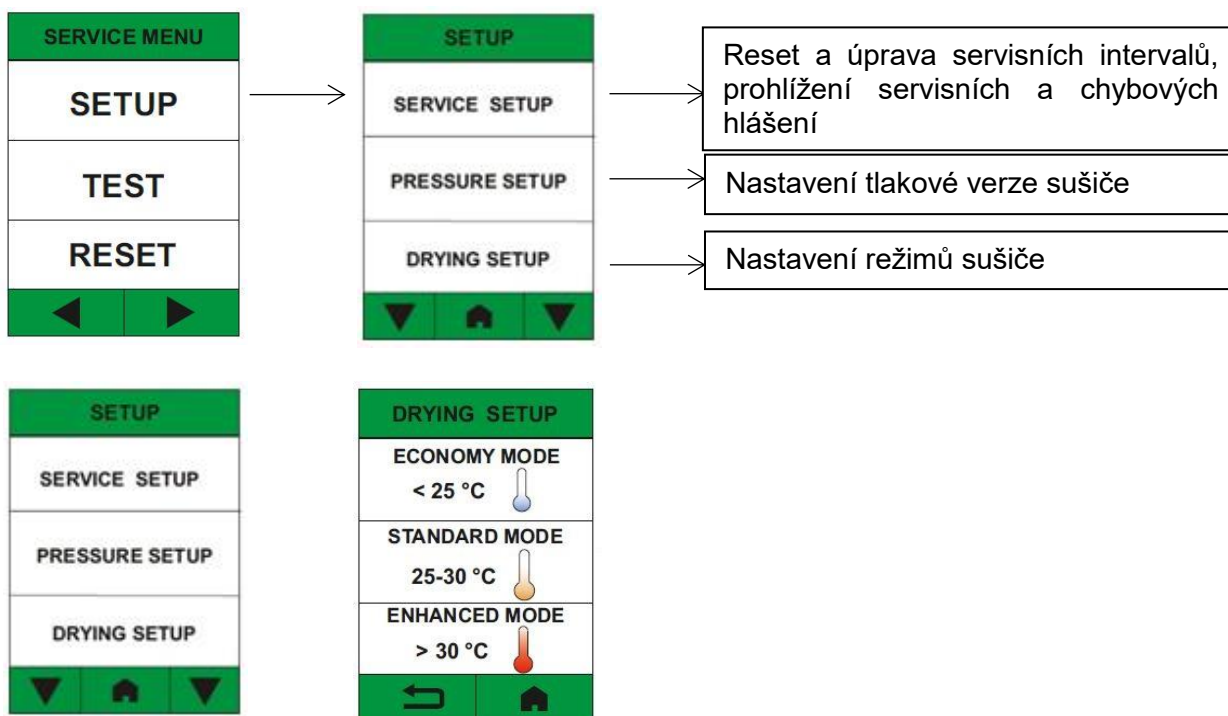 SERVICE MENU
SETUP
TEST
RESET
SETUP
SERVICE SETUP
PRESSURE SETUP
DRYING SETUP
Reset a úprava servisních intervalů,
prohlížení servisních a chybových
hlášení
Nastavení tlakové verze sušiče
Nastavení režimů sušiče
SETUP
SERVICE SETUP
PRESSURE SETUP
DRYING SETUP
DRYING SETUP
ECONOMY MODE
< 25 °C
STANDARD MODE
25-30 °C
ENHANCED MODE
> 30 °C